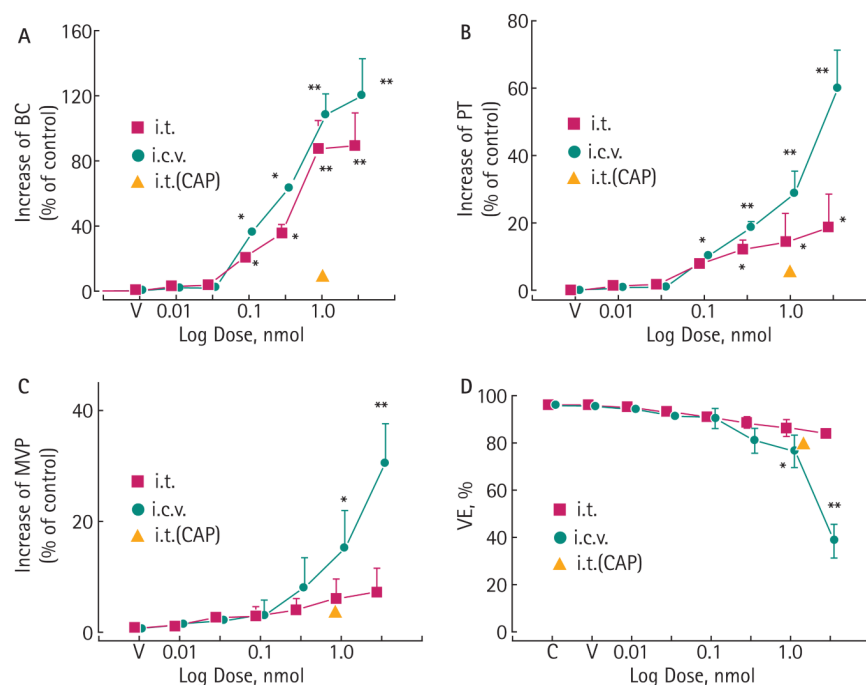 A
160
120
80
40
0
Increase of BC
(% of control)
i.t.
i.c.v.
i.t.(CAP)
*
*
*
*
**
**
**
**
V 0.01 0.1 1.0
Log Dose, nmol
B
80
60
40
20
0
Increase of PT
(% of control)
i.t.
i.c.v.
i.t.(CAP)
*
*
**
**
*
**
*
V 0.01 0.1 1.0
Log Dose, nmol
C
40
20
0
Increase of MVP
(% of control)
i.t.
i.c.v.
i.t.(CAP)
*
**
V 0.01 0.1 1.0
Log Dose, nmol
D
100
80
60
40
20
0
VE, %
i.t.
i.c.v.
i.t.(CAP)
*
**
C V 0.01 0.1 1.0
Log Dose, nmol